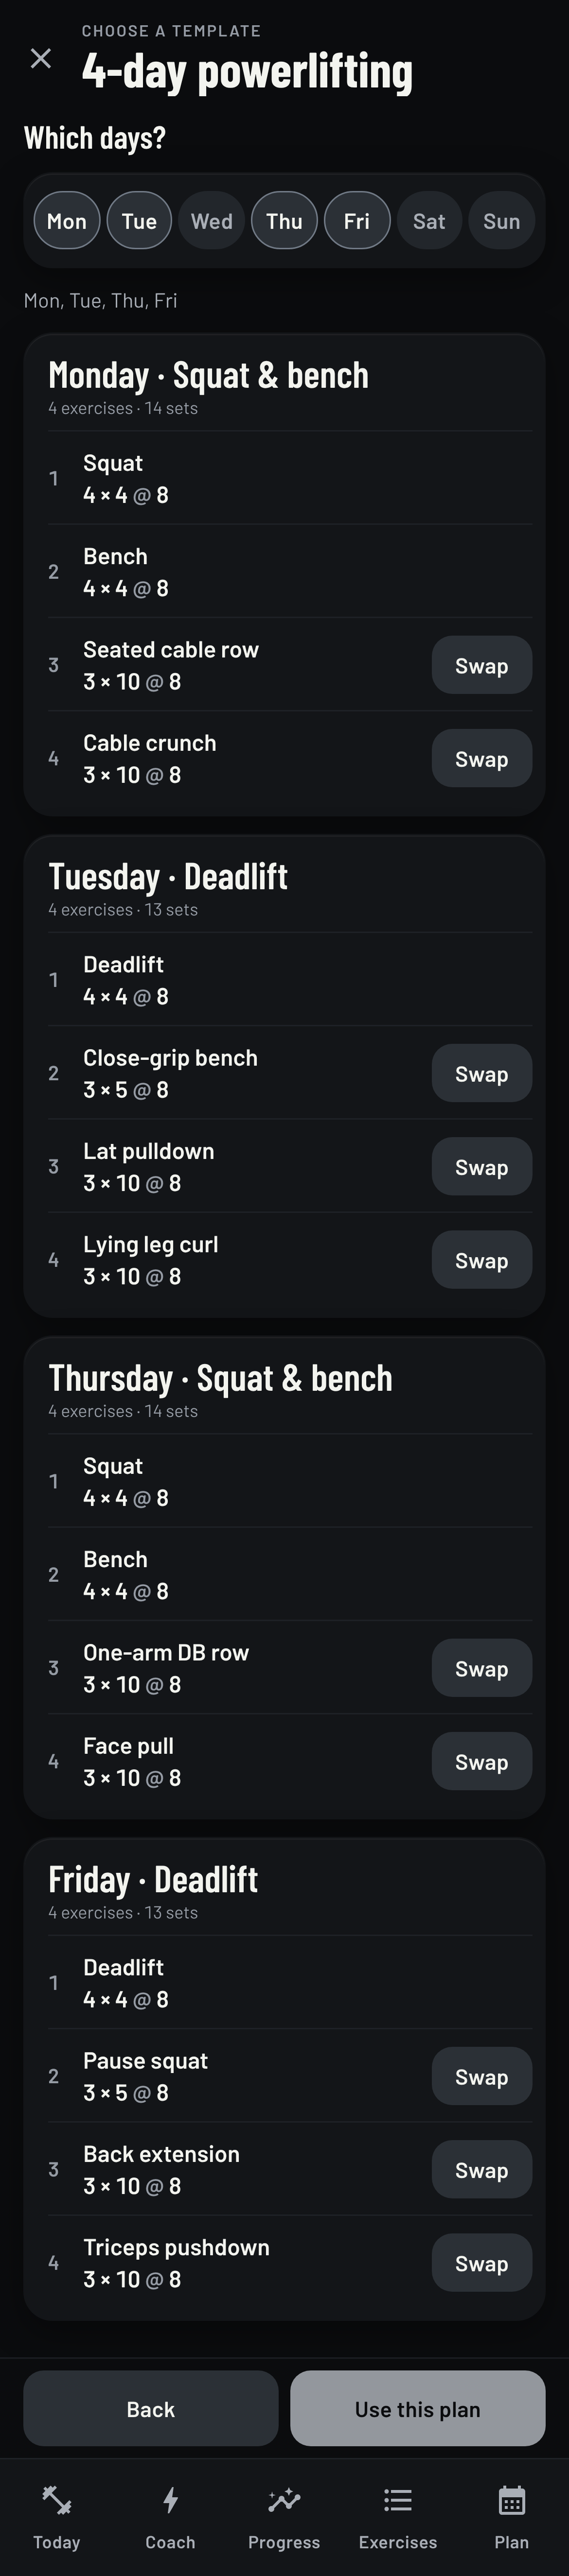 CHOOSE A TEMPLATE
4-day powerlifting
Which days?
Mon Tue Wed Thu Fri Sat Sun
Mon, Tue, Thu, Fri
Monday · Squat & bench
4 exercises · 14 sets
1
Squat
4 × 4 @ 8
2
Bench
4 × 4 @ 8
3
Seated cable row
3 × 10 @ 8
Swap
4
Cable crunch
3 × 10 @ 8
Swap
Tuesday · Deadlift
4 exercises · 13 sets
1
Deadlift
4 × 4 @ 8
2
Close-grip bench
3 × 5 @ 8
Swap
3
Lat pulldown
3 × 10 @ 8
Swap
4
Lying leg curl
3 × 10 @ 8
Swap
Thursday · Squat & bench
4 exercises · 14 sets
1
Squat
4 × 4 @ 8
2
Bench
4 × 4 @ 8
3
One-arm DB row
3 × 10 @ 8
Swap
4
Face pull
3 × 10 @ 8
Swap
Friday · Deadlift
4 exercises · 13 sets
1
Deadlift
4 × 4 @ 8
2
Pause squat
3 × 5 @ 8
Swap
3
Back extension
3 × 10 @ 8
Swap
4
Triceps pushdown
3 × 10 @ 8
Swap
Back Use this plan
Today Coach Progress Exercises Plan